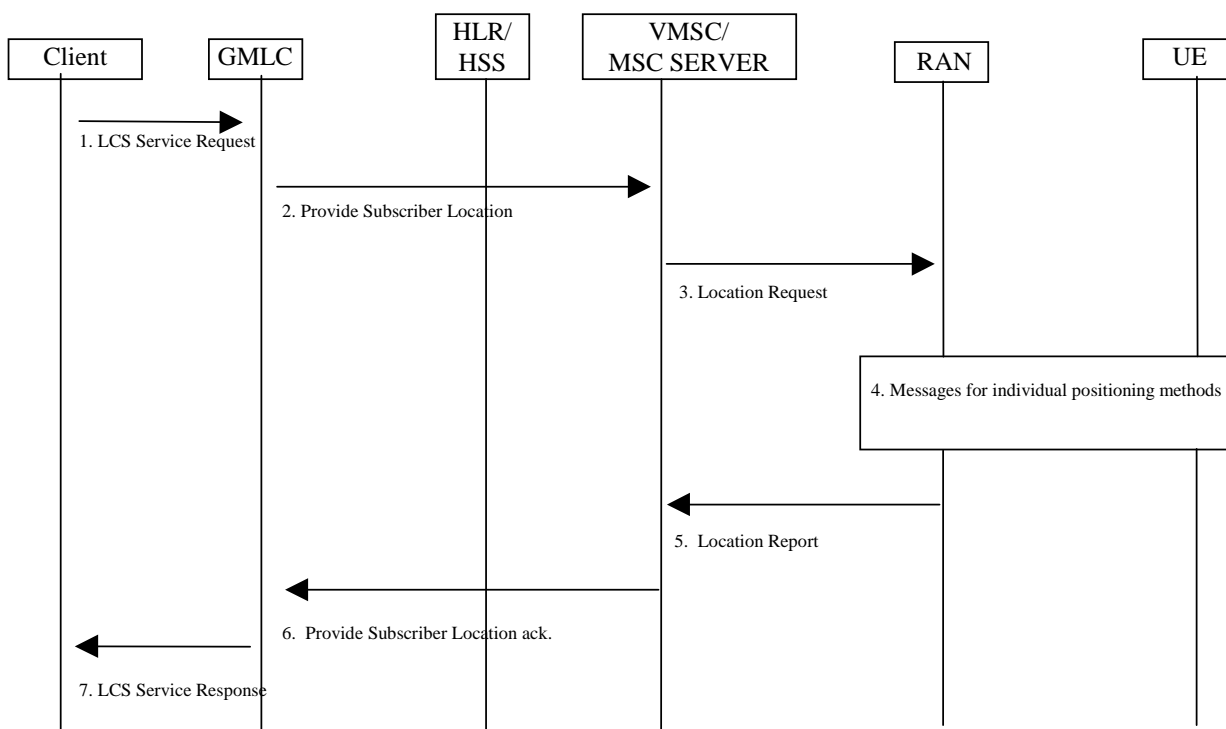 Client
GMLC
HLR/
HSS
VMSC/
MSC SERVER
RAN
UE
1. LCS Service Request
2. Provide Subscriber Location
3. Location Request
4. Messages for individual positioning methods
5. Location Report
6. Provide Subscriber Location ack.
7. LCS Service Response